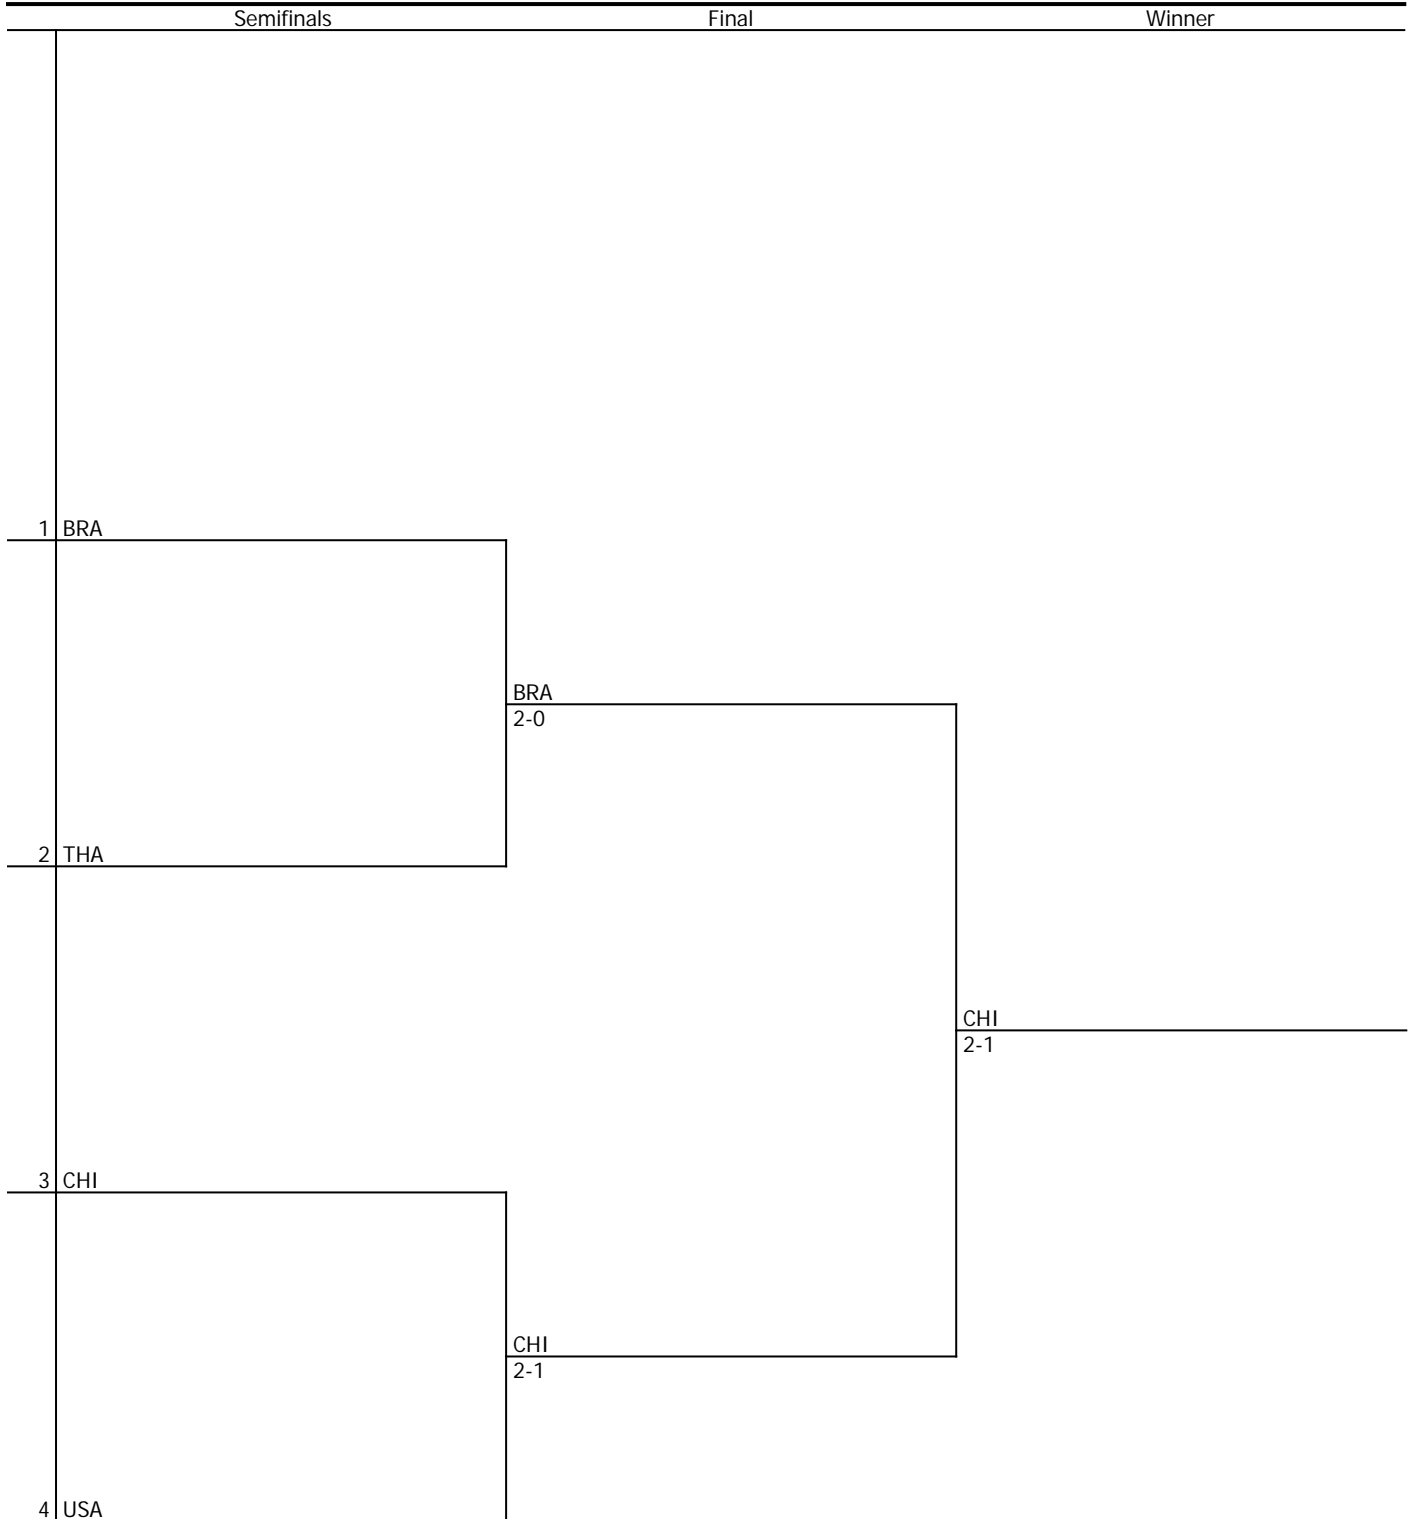 Semifinals Final Winner
1 BRA
BRA
2-0
2 THA
CHI
2-1
3 CHI
CHI
2-1
4 USA